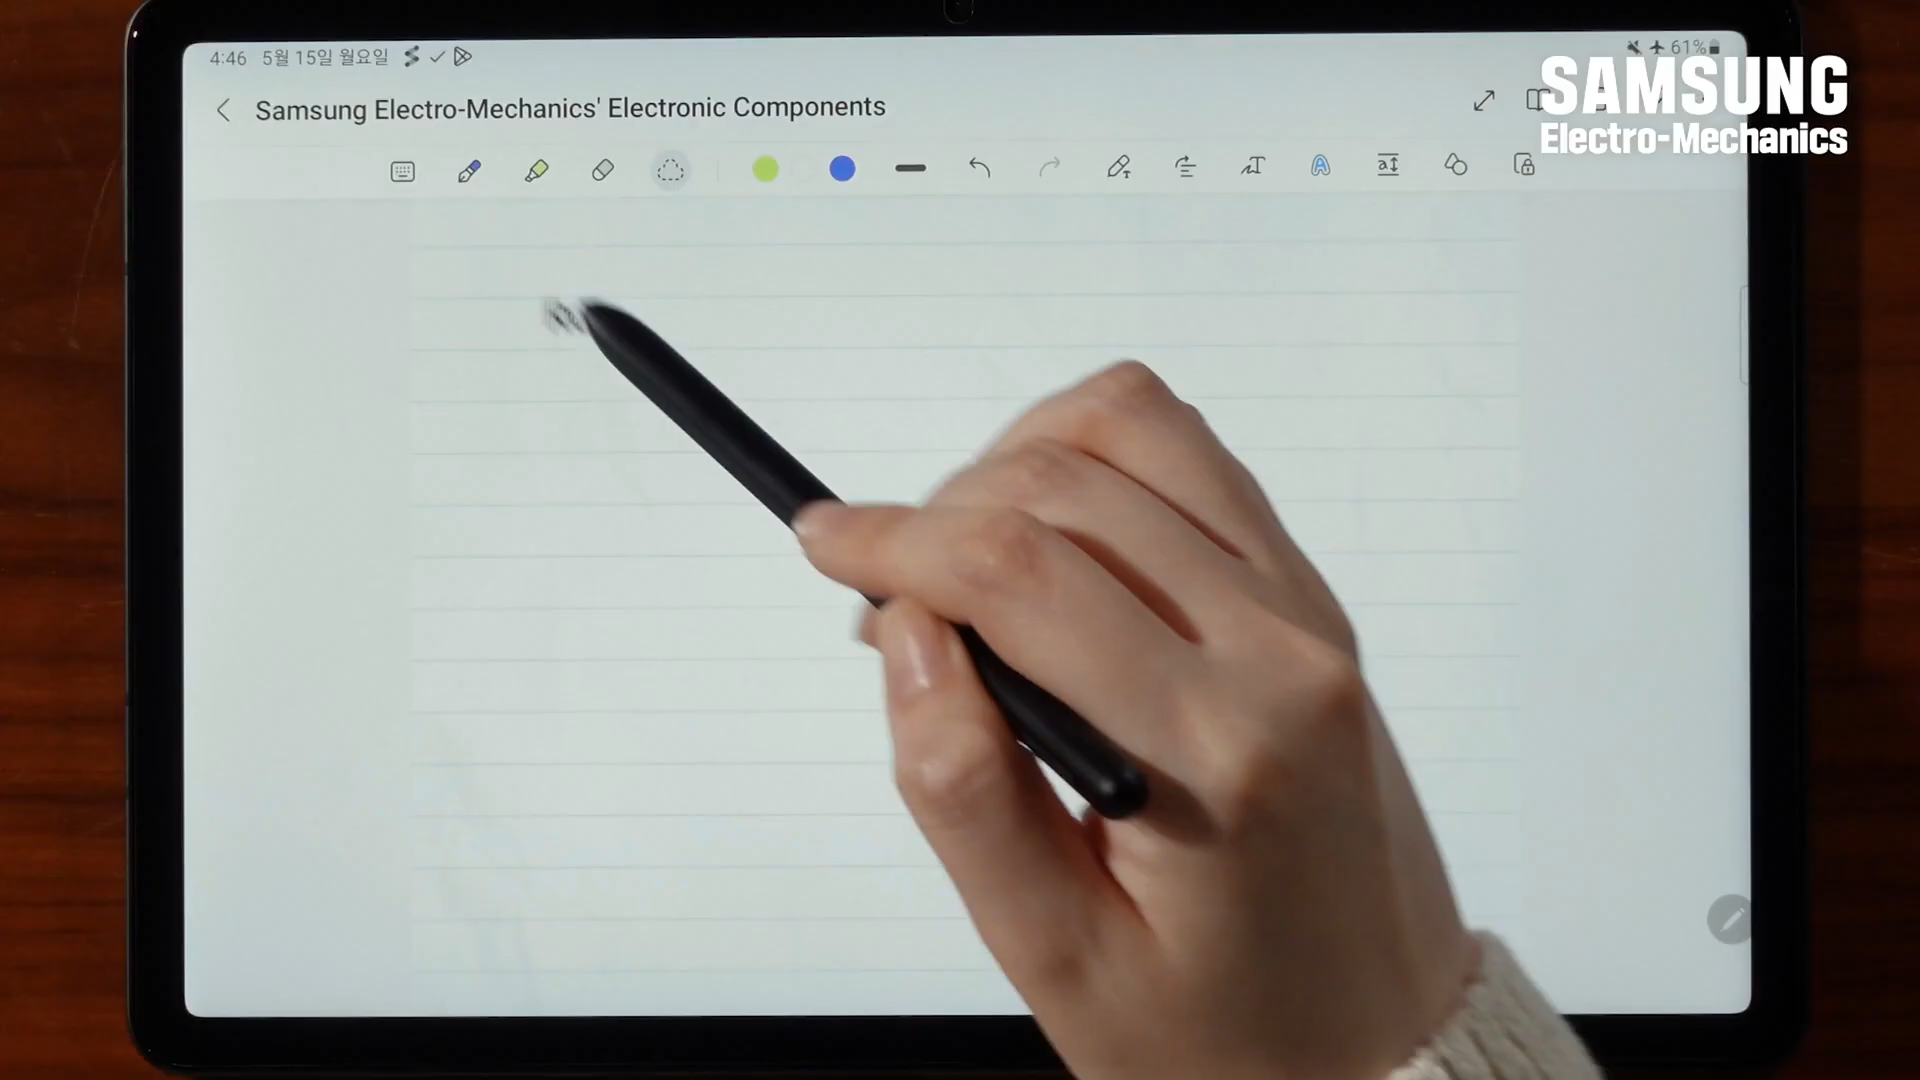 4:46 5월 15일 월요일
61%
SAMSUNG
Electro-Mechanics
Samsung Electro-Mechanics' Electronic Components